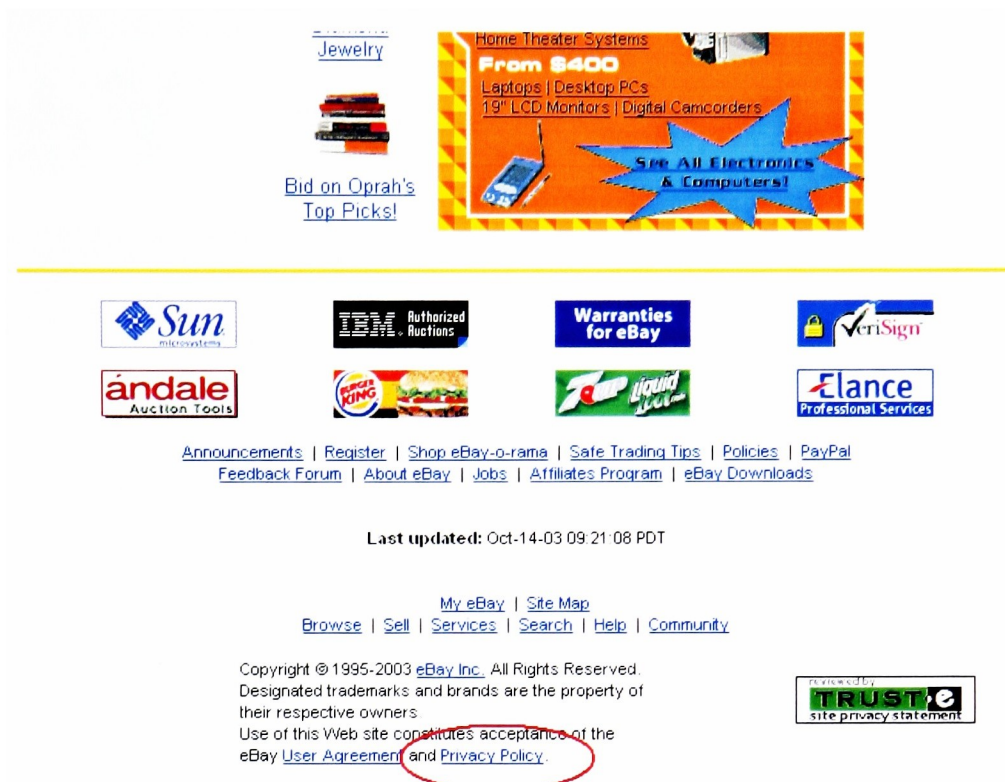 Jewelry
Bid on Oprah's
Top Picks!
Home Theater Systems
From $400
Laptops | Desktop PCs
19" LCD Monitors | Digital Camcorders
See All Electronics
& Computers!
Sun
microsystems
IBM Authorized
Auctions
Warranties
for eBay
VeriSign
ándale
Auction Tools
BURGER
KING
7up liquid
Loot
Elance
Professional Services
Announcements | Register | Shop eBay-o-rama | Safe Trading Tips | Policies | PayPal
Feedback Forum | About eBay | Jobs | Affiliates Program | eBay Downloads
Last updated: Oct-14-03 09:21:08 PDT
My eBay | Site Map
Browse | Sell | Services | Search | Help | Community
Copyright © 1995-2003 eBay Inc. All Rights Reserved.
Designated trademarks and brands are the property of
their respective owners.
Use of this Web site constitutes acceptance of the
eBay User Agreement and Privacy Policy.
reviewed by
TRUSTe
site privacy statement